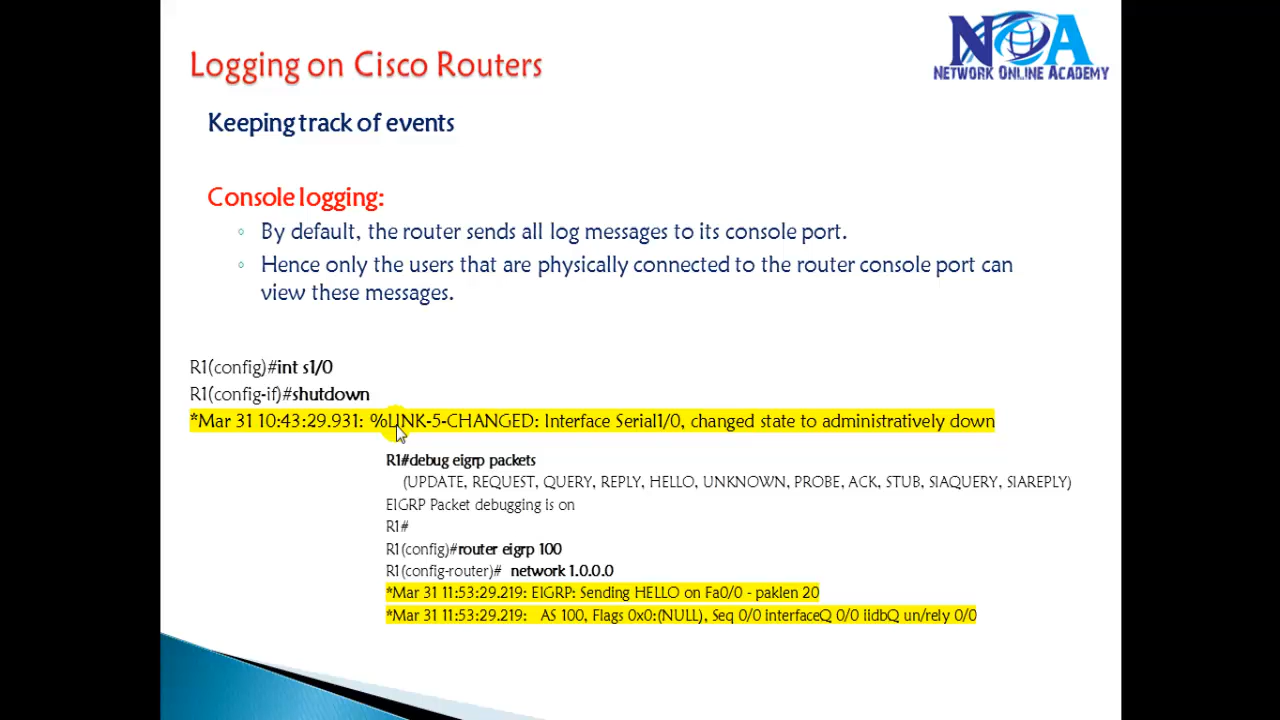 Logging on Cisco Routers
NOA
NETWORK ONLINE ACADEMY
Keeping track of events
Console logging:
By default, the router sends all log messages to its console port.
Hence only the users that are physically connected to the router console port can
view these messages.
R1(config)#int s1/0
R1(config-if)#shutdown
*Mar 31 10:43:29.931: %LINK-5-CHANGED: Interface Serial1/0, changed state to administratively down
R1#debug eigrp packets
(UPDATE, REQUEST, QUERY, REPLY, HELLO, UNKNOWN, PROBE, ACK, STUB, SIAQUERY, SIAREPLY)
EIGRP Packet debugging is on
R1#
R1(config)#router eigrp 100
R1(config-router)# network 1.0.0.0
*Mar 31 11:53:29.219: EIGRP: Sending HELLO on Fa0/0 - paklen 20
*Mar 31 11:53:29.219: AS 100, Flags 0x0:(NULL), Seq 0/0 interfaceQ 0/0 iidbQ un/rely 0/0